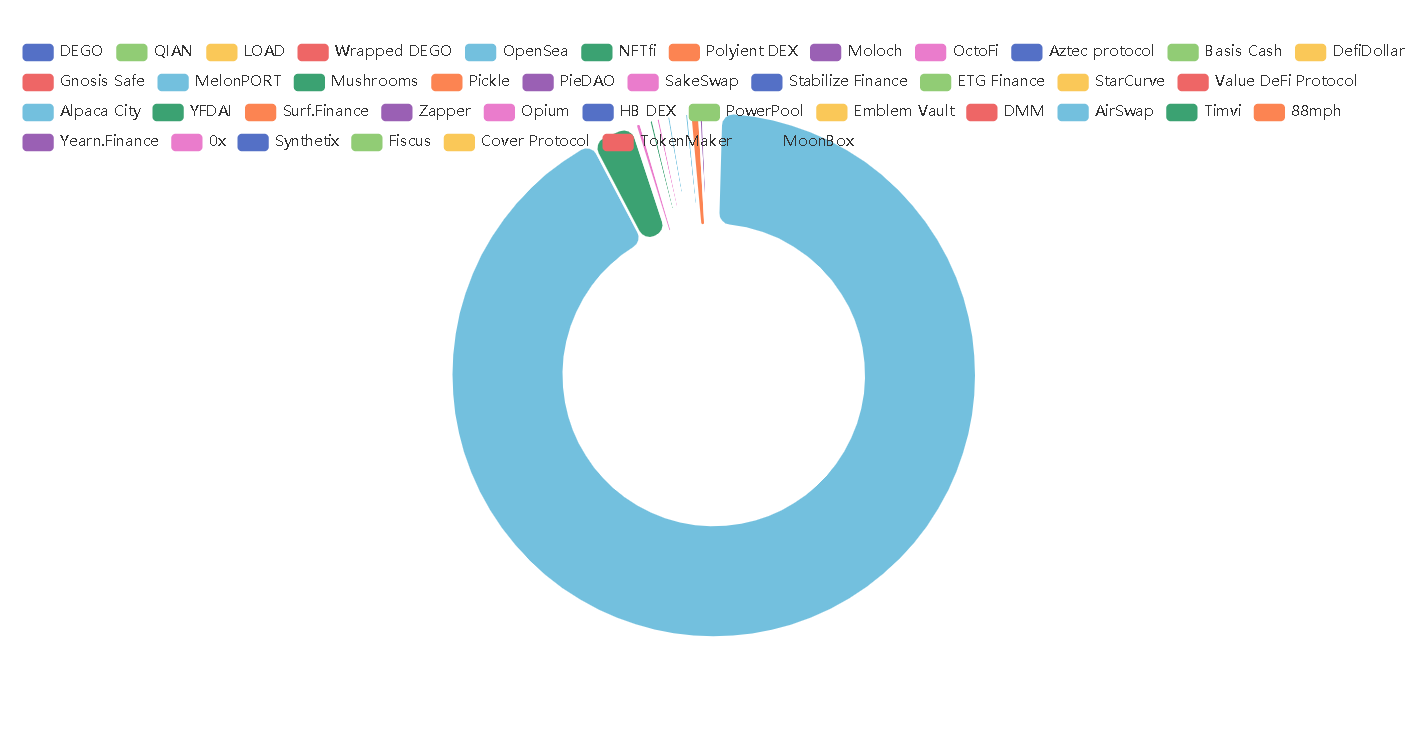 DEGO QIAN LOAD Wrapped DEGO OpenSea NFTfi Polyient DEX Moloch OctoFi Aztec protocol Basis Cash DefiDollar
Gnosis Safe MelonPORT Mushrooms Pickle PieDAO SakeSwap Stabilize Finance ETG Finance StarCurve Value DeFi Protocol
Alpaca City YFDAI Surf.Finance Zapper Opium HB DEX PowerPool Emblem Vault DMM AirSwap Timvi 88mph
Yearn.Finance 0x Synthetix Fiscus Cover Protocol TokenMaker MoonBox